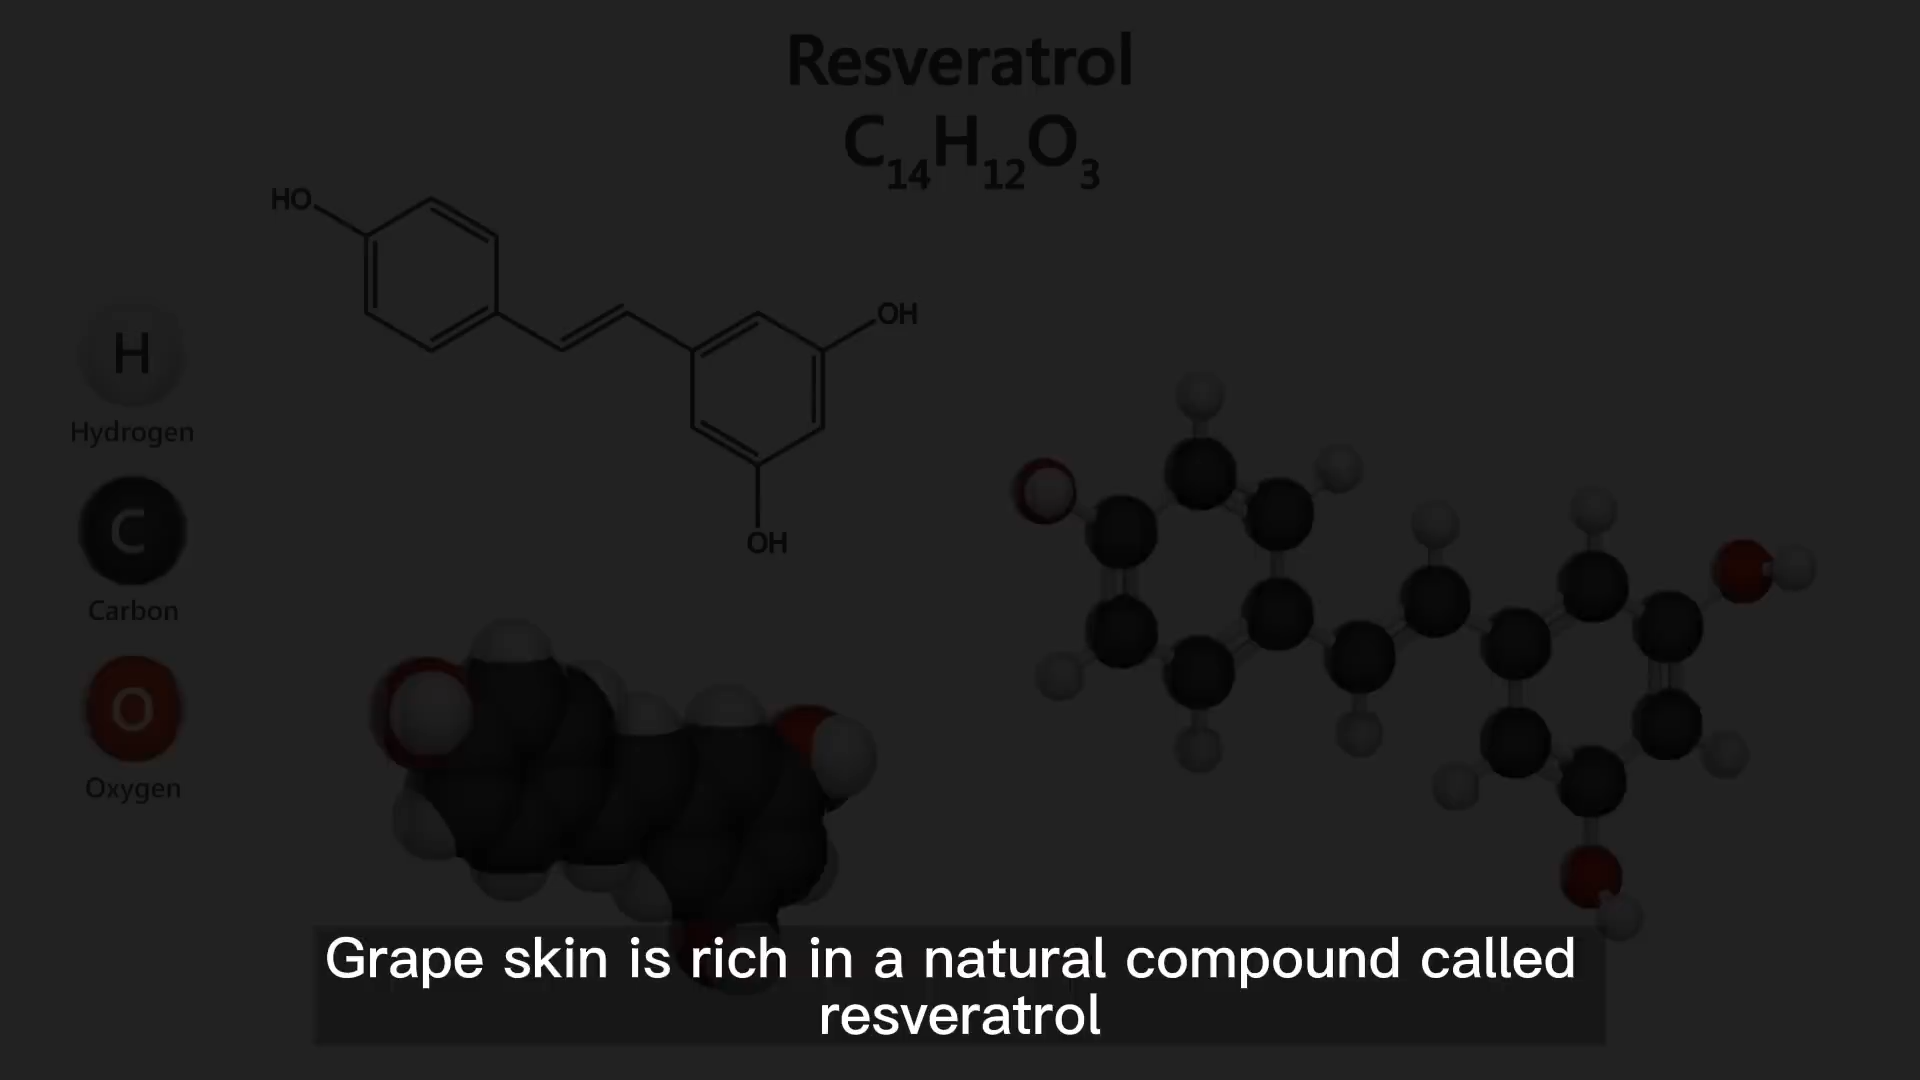 Resveratrol
C14H12O3
HO
OH
OH
H
Hydrogen
C
Carbon
O
Oxygen
Grape skin is rich in a natural compound called
resveratrol